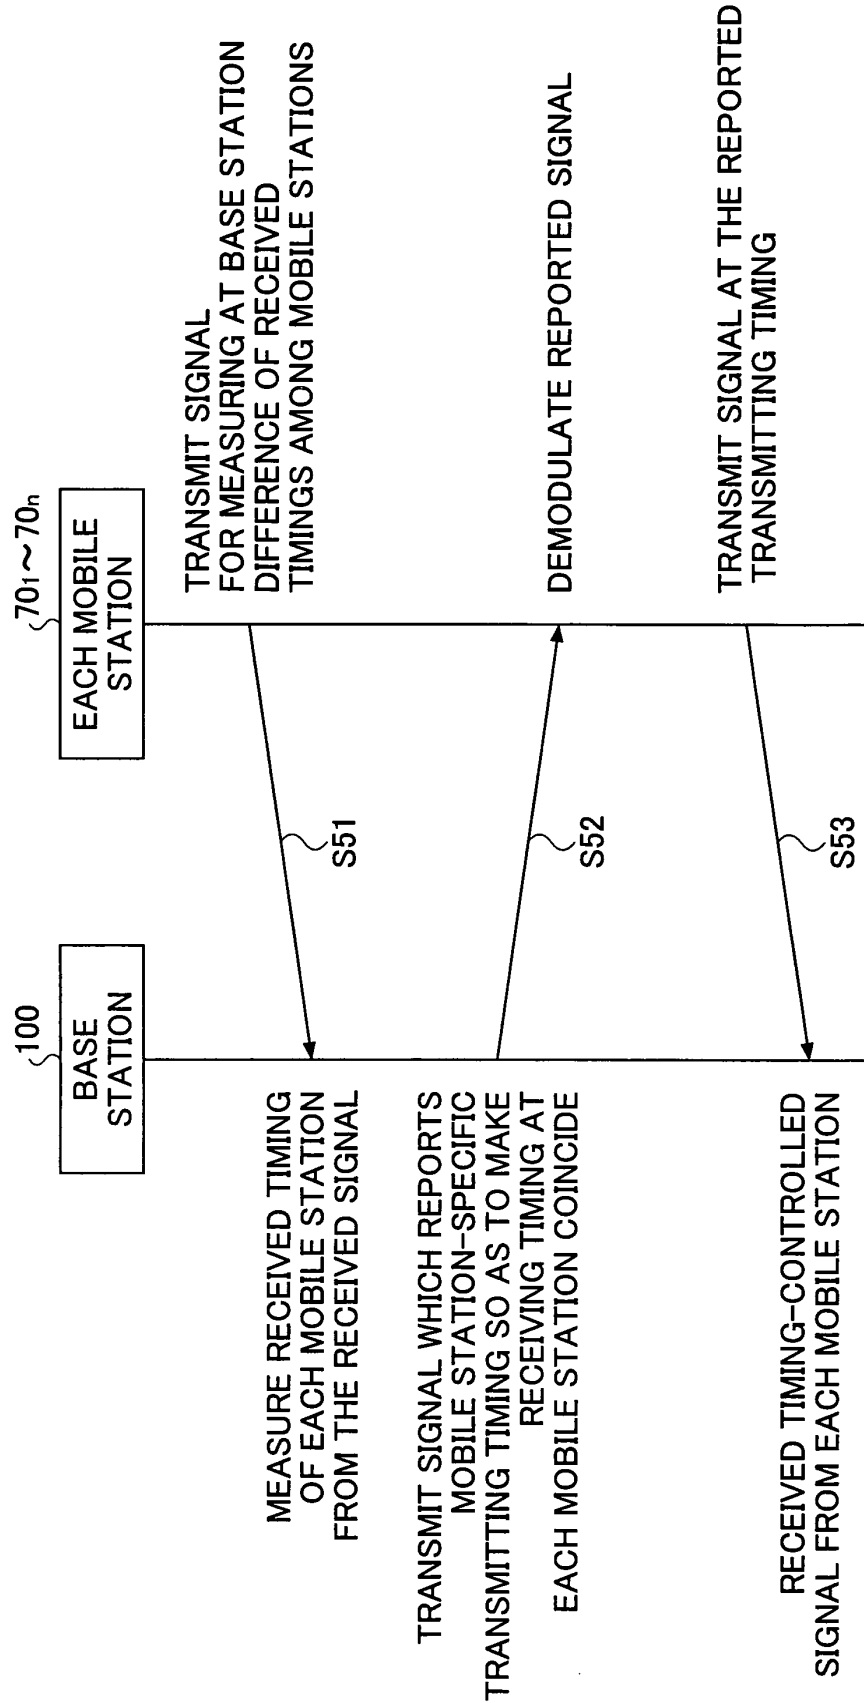 100
BASE
STATION
70₁~70ₙ
EACH MOBILE
STATION
TRANSMIT SIGNAL
FOR MEASURING AT BASE STATION
DIFFERENCE OF RECEIVED
TIMINGS AMONG MOBILE STATIONS
S51
MEASURE RECEIVED TIMING
OF EACH MOBILE STATION
FROM THE RECEIVED SIGNAL
TRANSMIT SIGNAL WHICH REPORTS
MOBILE STATION-SPECIFIC
TRANSMITTING TIMING SO AS TO MAKE
RECEIVING TIMING AT
EACH MOBILE STATION COINCIDE
S52
DEMODULATE REPORTED SIGNAL
TRANSMIT SIGNAL AT THE REPORTED
TRANSMITTING TIMING
S53
RECEIVED TIMING-CONTROLLED
SIGNAL FROM EACH MOBILE STATION